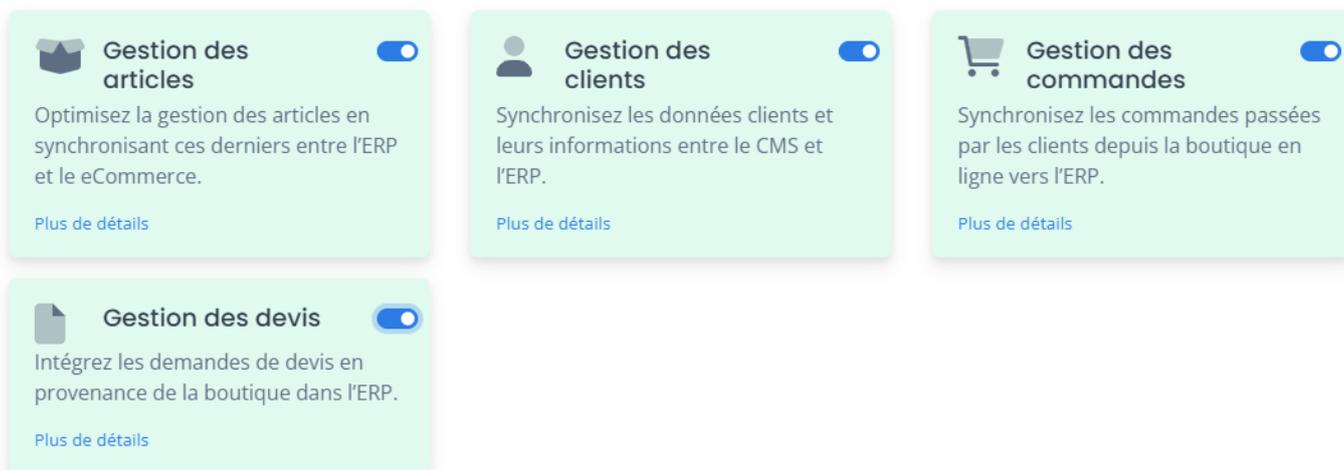 Gestion des
articles
Optimisez la gestion des articles en
synchronisant ces derniers entre l’ERP
et le eCommerce.
Plus de détails
Gestion des
clients
Synchronisez les données clients et
leurs informations entre le CMS et
l’ERP.
Plus de détails
Gestion des
commandes
Synchronisez les commandes passées
par les clients depuis la boutique en
ligne vers l’ERP.
Plus de détails
Gestion des devis
Intégrez les demandes de devis en
provenance de la boutique dans l’ERP.
Plus de détails